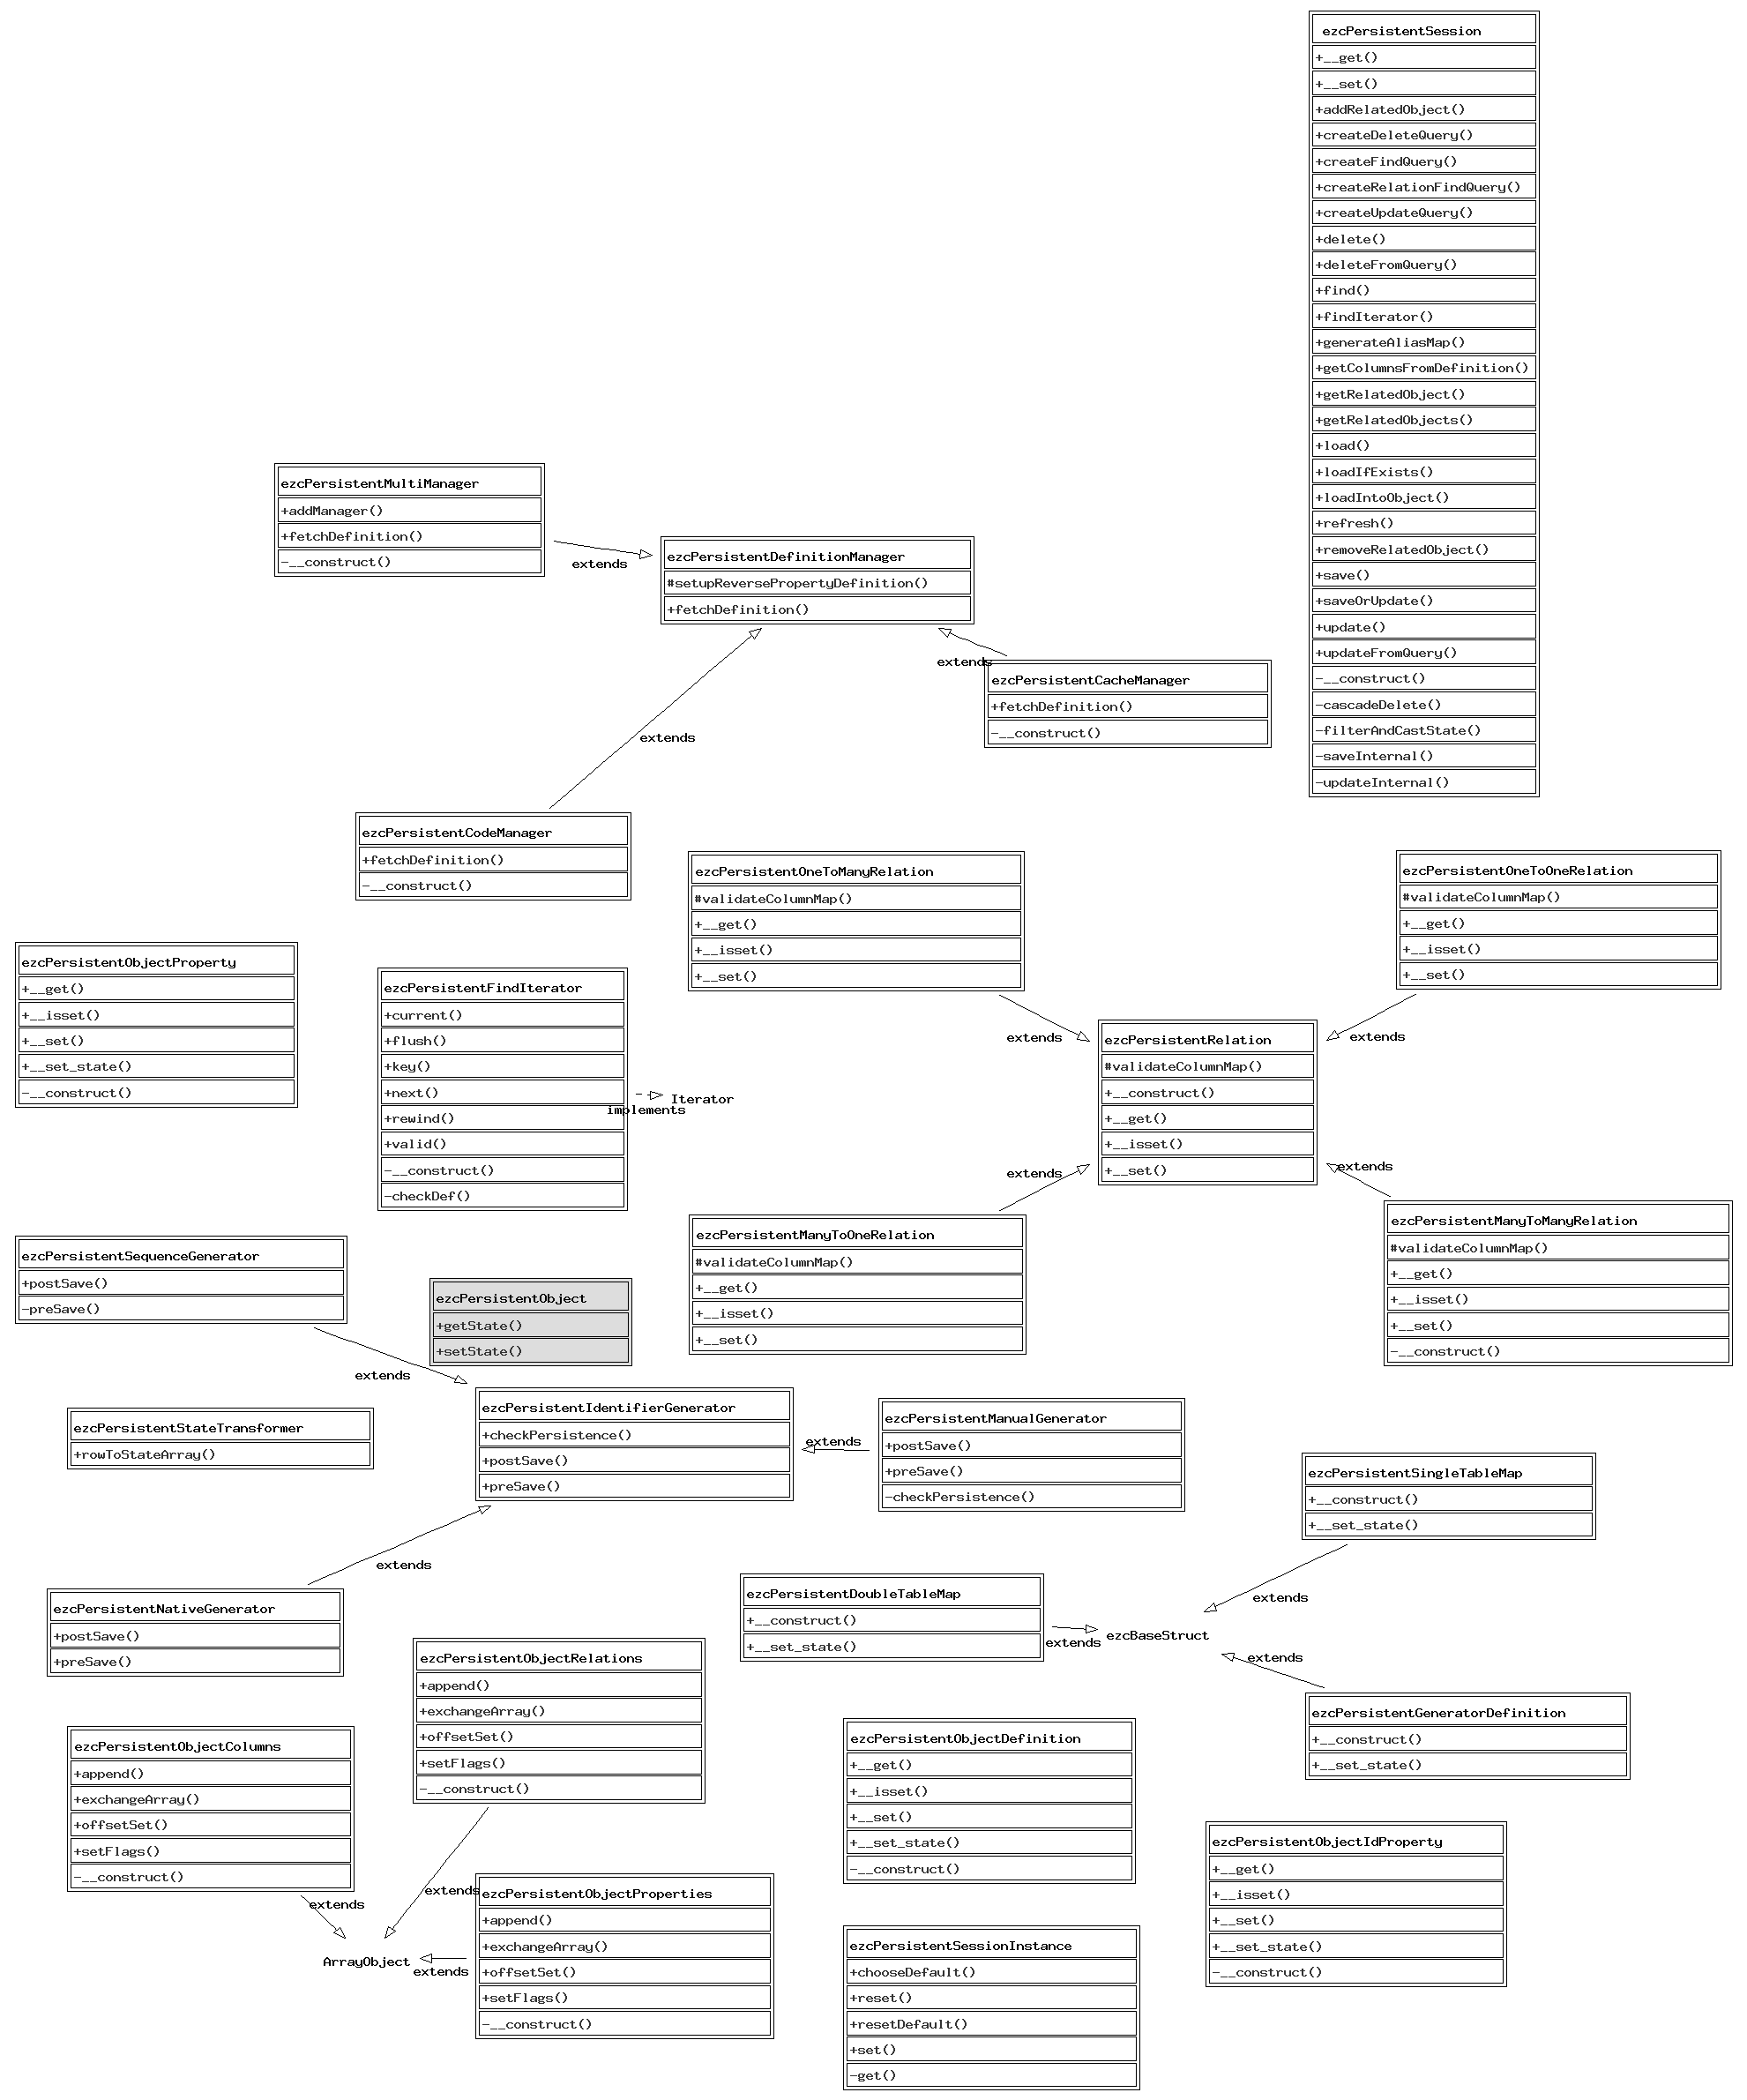 ezcPersistentSession
+__get()
+__set()
+addRelatedObject()
+createDeleteQuery()
+createFindQuery()
+createRelationFindQuery()
+createUpdateQuery()
+delete()
+deleteFromQuery()
+find()
+findIterator()
+generateAliasMap()
+getColumnsFromDefinition()
+getRelatedObject()
+getRelatedObjects()
+load()
+loadIfExists()
+loadIntoObject()
+refresh()
+removeRelatedObject()
+save()
+saveOrUpdate()
+update()
+updateFromQuery()
-__construct()
-cascadeDelete()
-filterAndCastState()
-saveInternal()
-updateInternal()
ezcPersistentMultiManager
+addManager()
+fetchDefinition()
-__construct()
extends
ezcPersistentDefinitionManager
#setupReversePropertyDefinition()
+fetchDefinition()
extends
ezcPersistentCacheManager
+fetchDefinition()
-__construct()
extends
ezcPersistentCodeManager
+fetchDefinition()
-__construct()
ezcPersistentOneToManyRelation
#validateColumnMap()
+__get()
+__isset()
+__set()
extends
ezcPersistentOneToOneRelation
#validateColumnMap()
+__get()
+__isset()
+__set()
extends
ezcPersistentObjectProperty
+__get()
+__isset()
+__set()
+__set_state()
-__construct()
ezcPersistentFindIterator
+current()
+flush()
+key()
+next()
+rewind()
+valid()
-__construct()
-checkDef()
implements
Iterator
ezcPersistentRelation
#validateColumnMap()
+__construct()
+__get()
+__isset()
+__set()
extends
extends
ezcPersistentManyToOneRelation
#validateColumnMap()
+__get()
+__isset()
+__set()
ezcPersistentManyToManyRelation
#validateColumnMap()
+__get()
+__isset()
+__set()
-__construct()
ezcPersistentSequenceGenerator
+postSave()
-preSave()
extends
ezcPersistentObject
+getState()
+setState()
ezcPersistentStateTransformer
+rowToStateArray()
ezcPersistentIdentifierGenerator
+checkPersistence()
+postSave()
+preSave()
extends
ezcPersistentManualGenerator
+postSave()
+preSave()
-checkPersistence()
ezcPersistentSingleTableMap
+__construct()
+__set_state()
extends
extends
ezcPersistentNativeGenerator
+postSave()
+preSave()
ezcPersistentDoubleTableMap
+__construct()
+__set_state()
extends
ezcBaseStruct
extends
ezcPersistentGeneratorDefinition
+__construct()
+__set_state()
ezcPersistentObjectRelations
+append()
+exchangeArray()
+offsetSet()
+setFlags()
-__construct()
extends
ezcPersistentObjectColumns
+append()
+exchangeArray()
+offsetSet()
+setFlags()
-__construct()
extends
ArrayObject
extends
ezcPersistentObjectProperties
+append()
+exchangeArray()
+offsetSet()
+setFlags()
-__construct()
ezcPersistentObjectDefinition
+__get()
+__isset()
+__set()
+__set_state()
-__construct()
ezcPersistentObjectIdProperty
+__get()
+__isset()
+__set()
+__set_state()
-__construct()
ezcPersistentSessionInstance
+chooseDefault()
+reset()
+resetDefault()
+set()
-get()